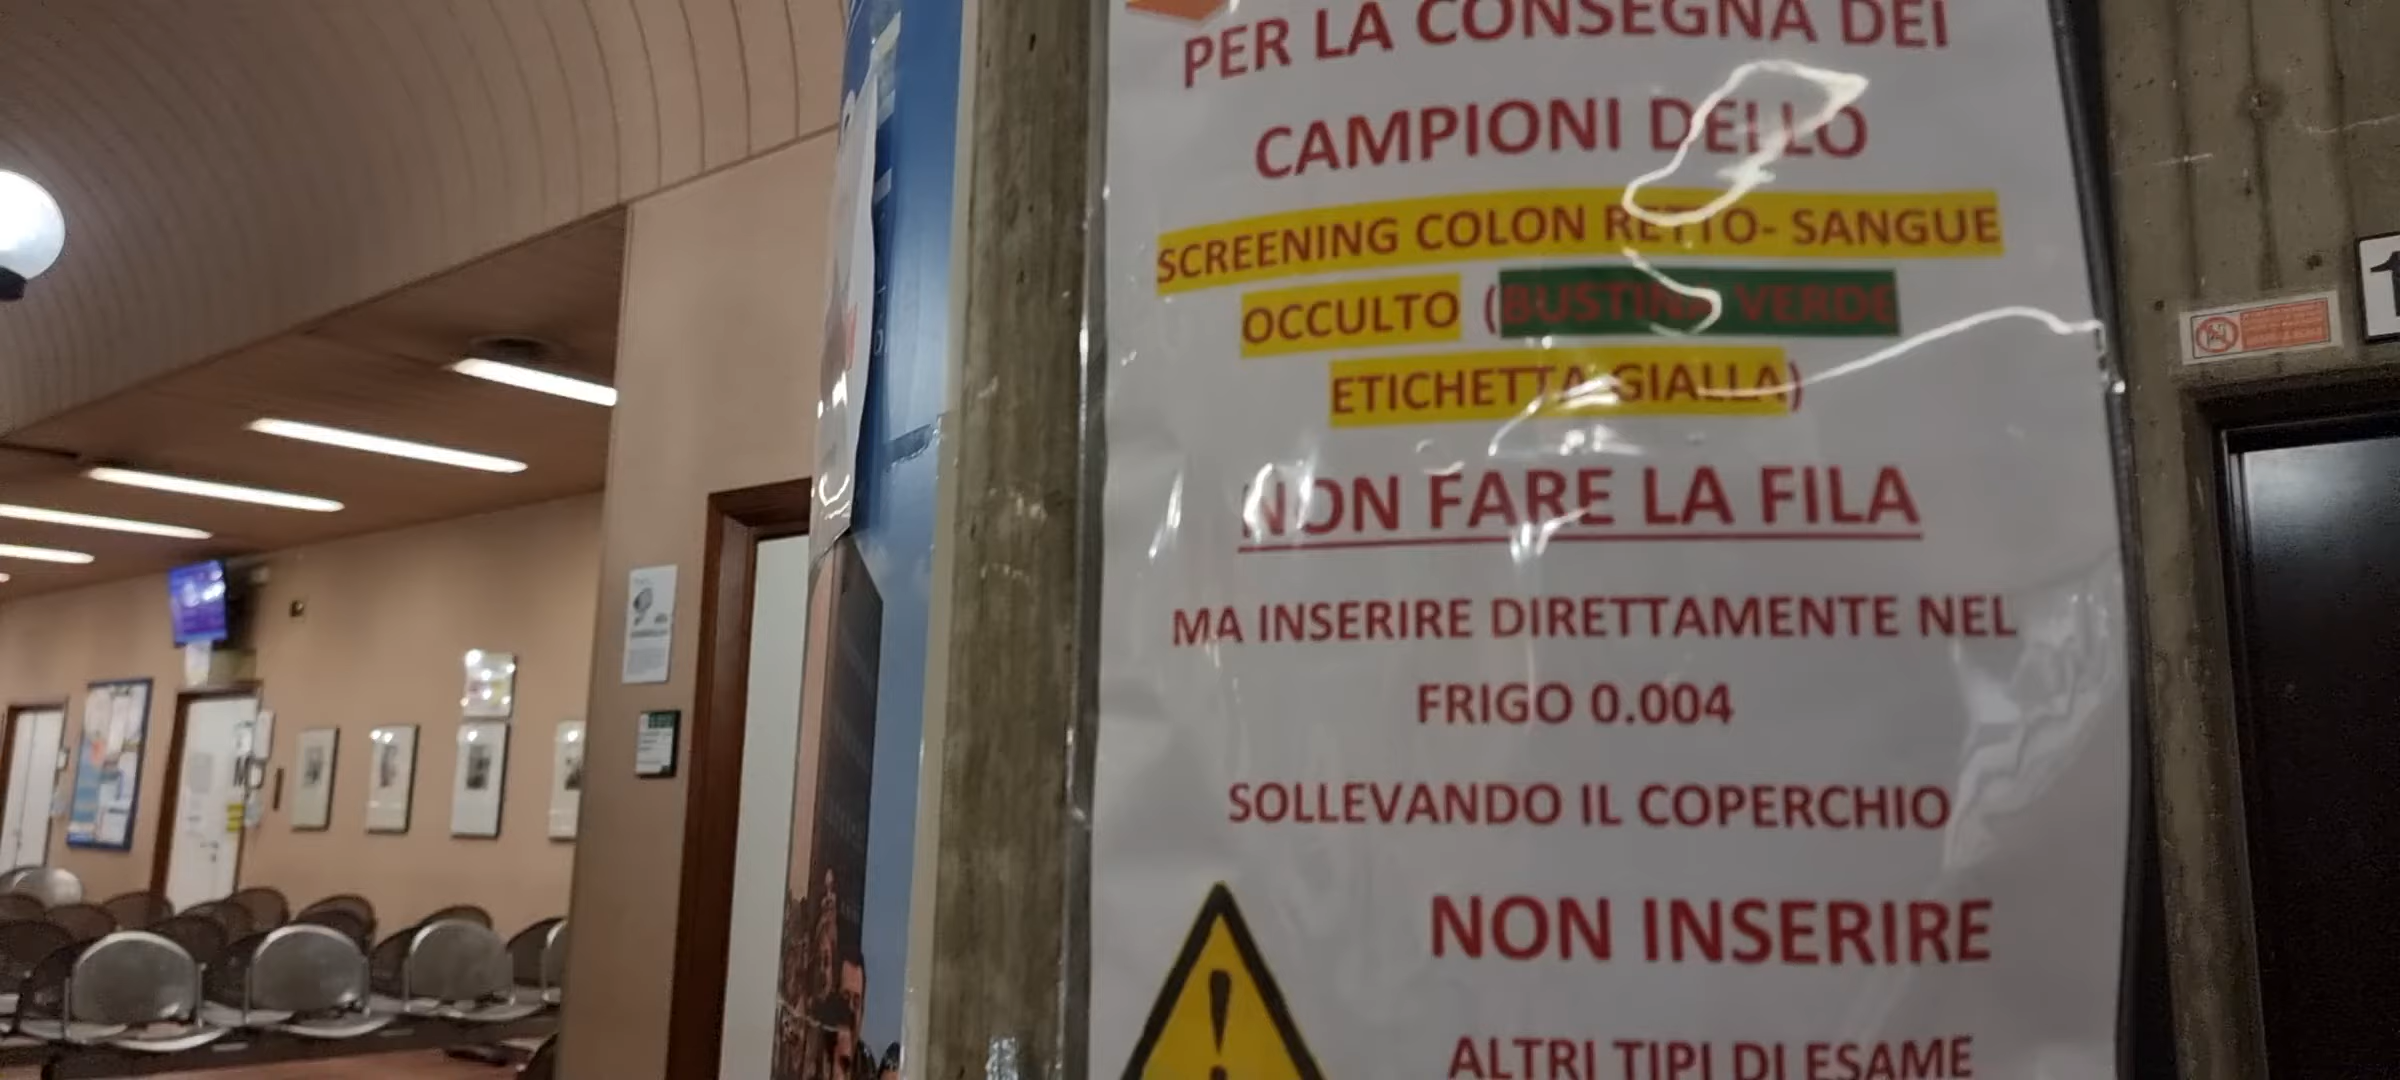 PER LA CONSEGNA DEI
CAMPIONI DELLO
SCREENING COLON RETTO- SANGUE
OCCULTO (BUSTINA VERDE
ETICHETTA GIALLA)
NON FARE LA FILA
MA INSERIRE DIRETTAMENTE NEL
FRIGO 0.004
SOLLEVANDO IL COPERCHIO
NON INSERIRE
ALTRI TIPI DI ESAME